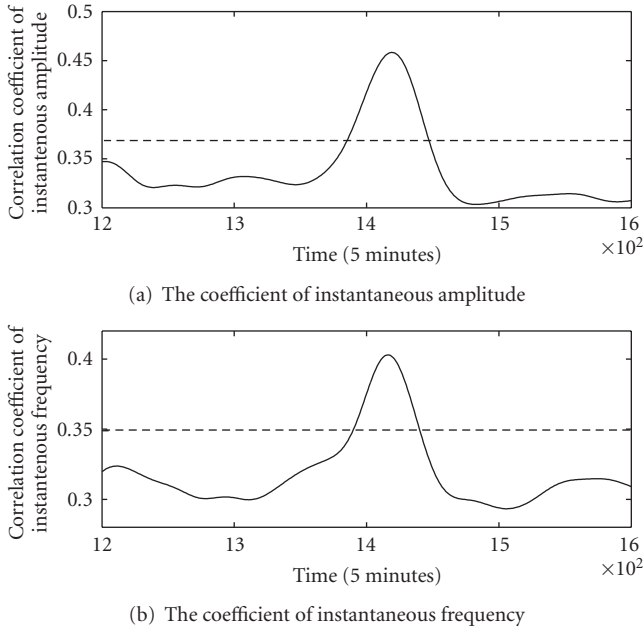 Correlation coefficient of
instantenous amplitude
0.5
0.45
0.4
0.35
0.3
12 13 14 15 16
×10²
Time (5 minutes)
(a) The coefficient of instantaneous amplitude
Correlation coefficient of
instantenous frequency
0.4
0.35
0.3
12 13 14 15 16
×10²
Time (5 minutes)
(b) The coefficient of instantaneous frequency